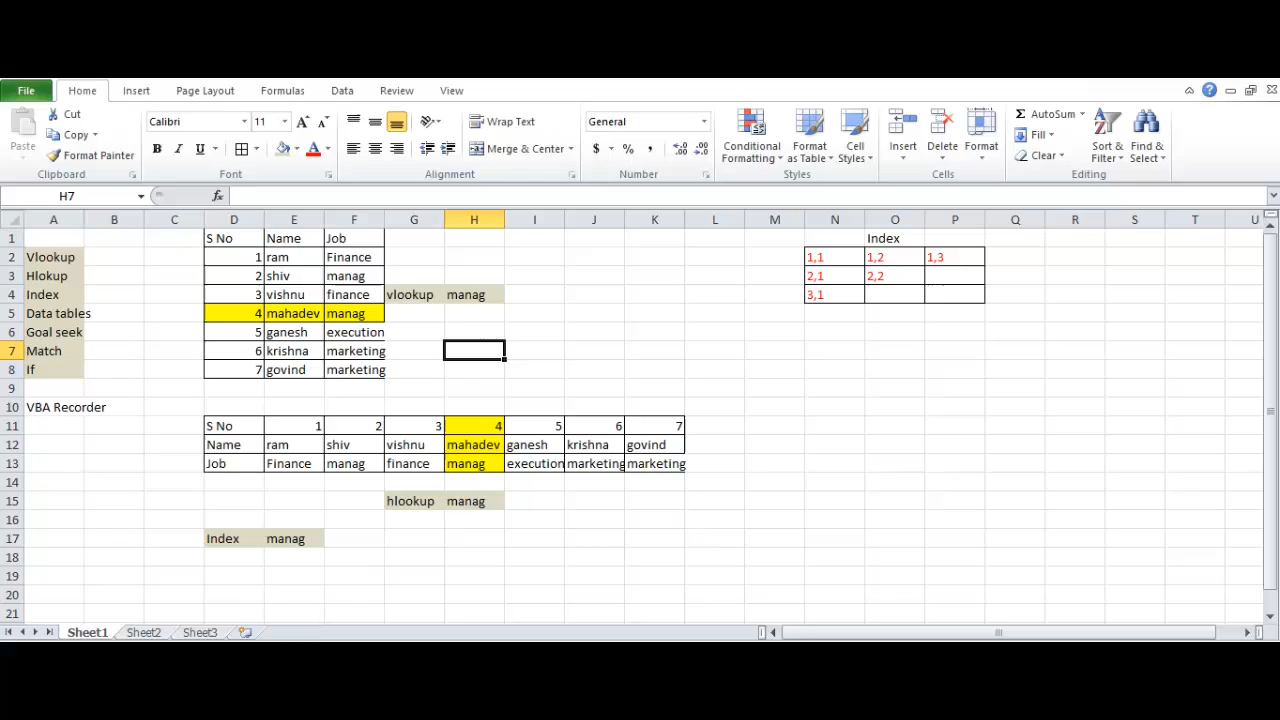 File Home Insert Page Layout Formulas Data Review View
Cut
Copy
Format Painter
Paste
Clipboard
Calibri 11
B I U
Font
Wrap Text
Merge & Center
Alignment
General
$ % ,
Number
Conditional Formatting
Format as Table
Cell Styles
Styles
Insert Delete Format
Cells
Σ AutoSum
Fill
Clear
Sort & Filter
Find & Select
Editing
H7 fx
A B C D E F G H I J K L M N O P Q R S T U
1 S No Name Job Index
2 Vlookup 1 ram Finance 1,1 1,2 1,3
3 Hlokup 2 shiv manag 2,1 2,2
4 Index 3 vishnu finance vlookup manag 3,1
5 Data tables 4 mahadev manag
6 Goal seek 5 ganesh execution
7 Match 6 krishna marketing
8 If 7 govind marketing
9
10 VBA Recorder
11 S No 1 2 3 4 5 6 7
12 Name ram shiv vishnu mahadev ganesh krishna govind
13 Job Finance manag finance manag execution marketing marketing
14
15 hlookup manag
16
17 Index manag
18
19
20
21
Sheet1 Sheet2 Sheet3